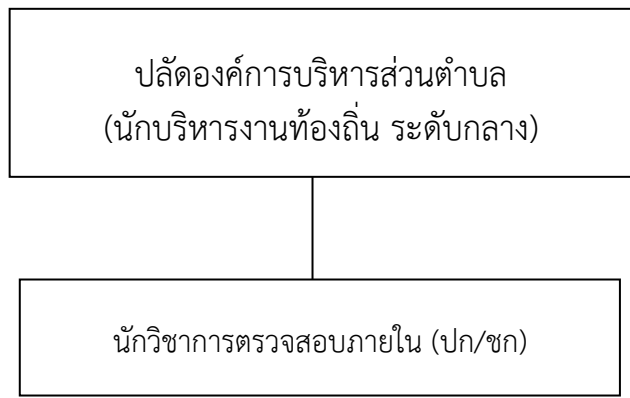 ปลัดองค์การบริหารส่วนตำบล
(นักบริหารงานท้องถิ่น ระดับกลาง)
นักวิชาการตรวจสอบภายใน (ปก/ชก)